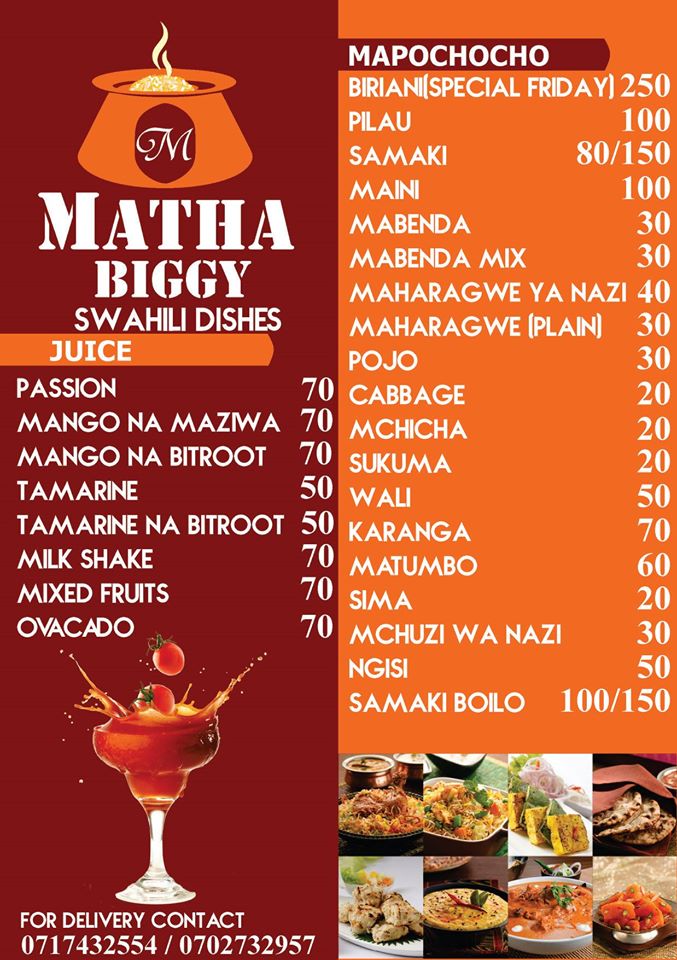 M
MATHA
BIGGY
SWAHILI DISHES
JUICE
PASSION 70
MANGO NA MAZIWA 70
MANGO NA BITROOT 70
TAMARINE 50
TAMARINE NA BITROOT 50
MILK SHAKE 70
MIXED FRUITS 70
OVACADO 70
FOR DELIVERY CONTACT
0717432554 / 0702732957
MAPOCHOCHO
BIRIANI(SPECIAL FRIDAY) 250
PILAU 100
SAMAKI 80/150
MAINI 100
MABENDA 30
MABENDA MIX 30
MAHARAGWE YA NAZI 40
MAHARAGWE (PLAIN) 30
POJO 30
CABBAGE 20
MCHICHA 20
SUKUMA 20
WALI 50
KARANGA 70
MATUMBO 60
SIMA 20
MCHUZI WA NAZI 30
NGISI 50
SAMAKI BOILO 100/150